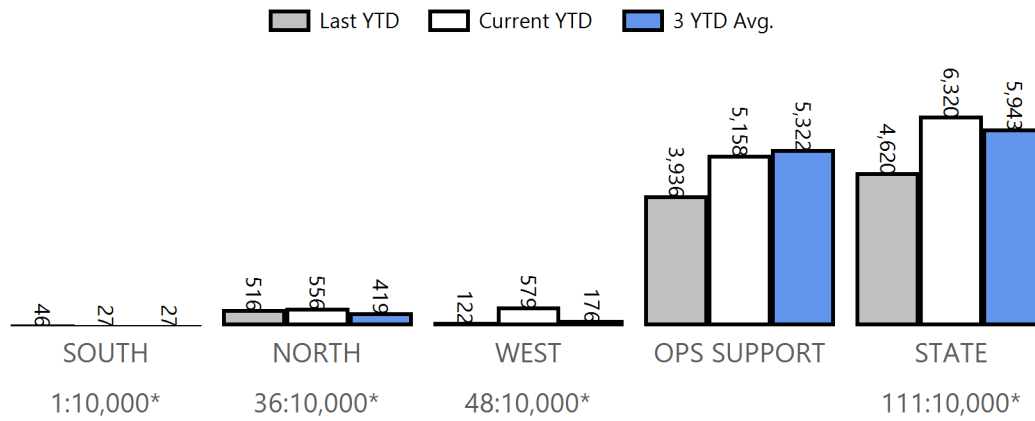 Last YTD Current YTD 3 YTD Avg.
46 27 27 516 556 419 122 579 176 3,936 5,158 5,322 4,620 6,320 5,943
SOUTH NORTH WEST OPS SUPPORT STATE
1:10,000* 36:10,000* 48:10,000* 111:10,000*